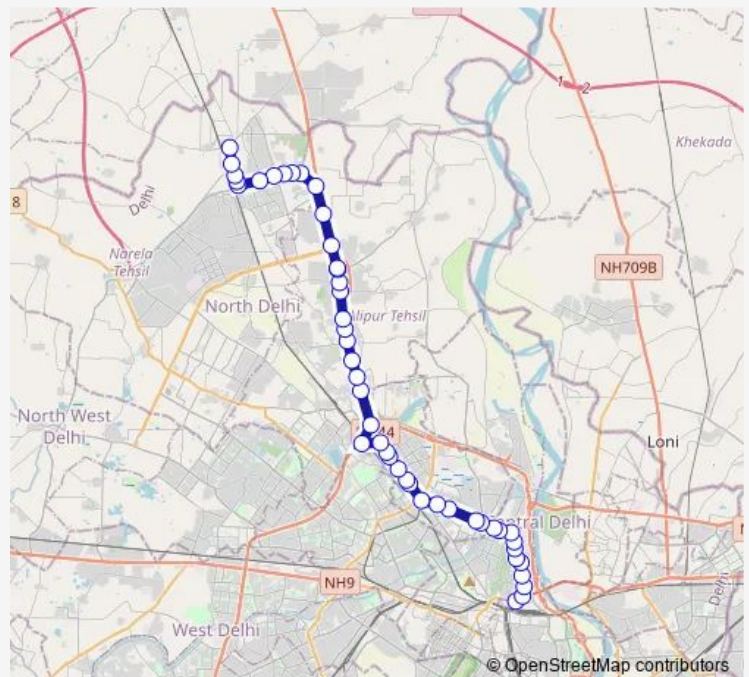 1
2
Khekada
8
Delhi
Narela
Tehsil
NH709B
North Delhi
Alipur Tehsil
North West
Delhi
44
Loni
Central Delhi
NH9
Delhi
West Delhi
© OpenStreetMap contributors